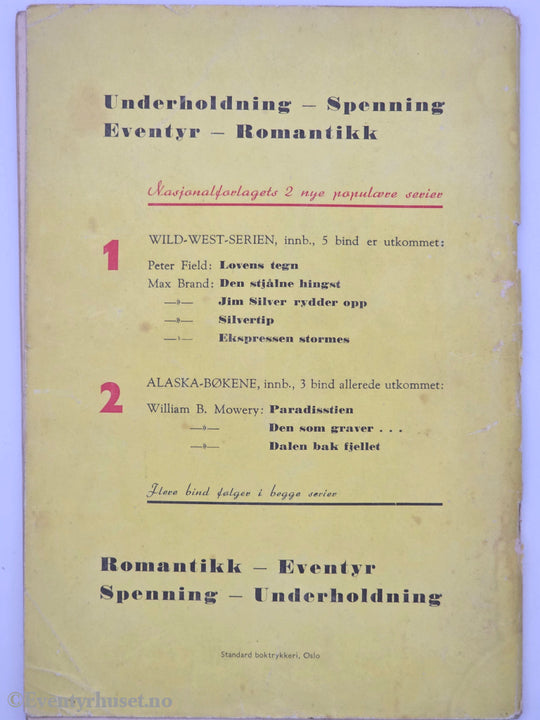 Underholdning — Spenning
Eventyr — Romantikk
Nasjonalforlagets 2 nye populære serier
1
WILD-WEST-SERIEN, innb., 5 bind er utkommet:
Peter Field: Lovens tegn
Max Brand: Den stjålne hingst
—»— Jim Silver rydder opp
—»— Silvertip
—»— Ekspressen stormes
2
ALASKA-BØKENE, innb., 3 bind allerede utkommet:
William B. Mowery: Paradisstien
—»— Den som graver . . .
—»— Dalen bak fjellet
Flere bind følger i begge serier
Romantikk — Eventyr
Spenning — Underholdning
Standard boktrykkeri, Oslo
©Eventyrhuset.no